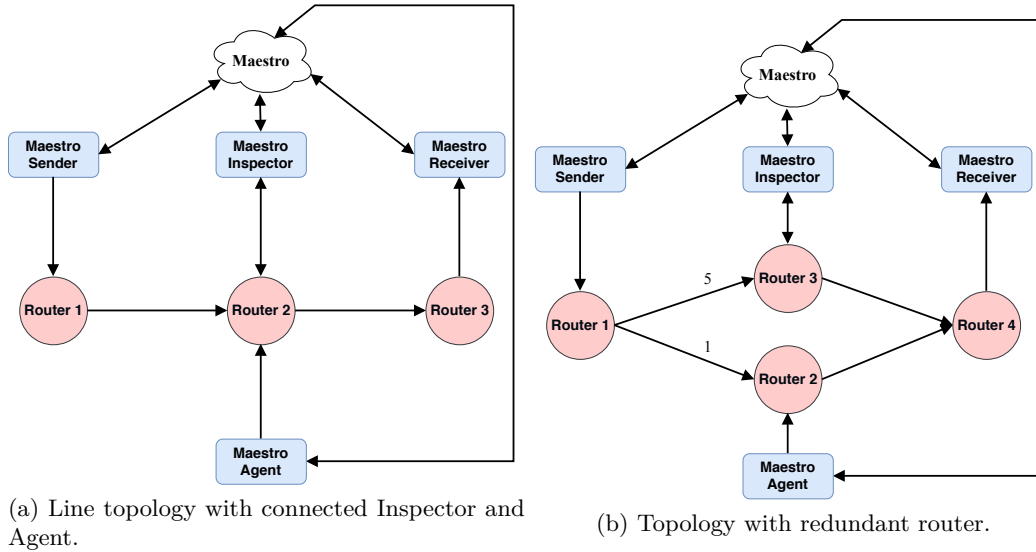 Maestro
Maestro
Sender
Maestro
Inspector
Maestro
Receiver
Router 1
Router 2
Router 3
Maestro
Agent
(a) Line topology with connected Inspector and
Agent.
Maestro
Maestro
Sender
Maestro
Inspector
Maestro
Receiver
5
Router 3
Router 1
Router 4
1
Router 2
Maestro
Agent
(b) Topology with redundant router.